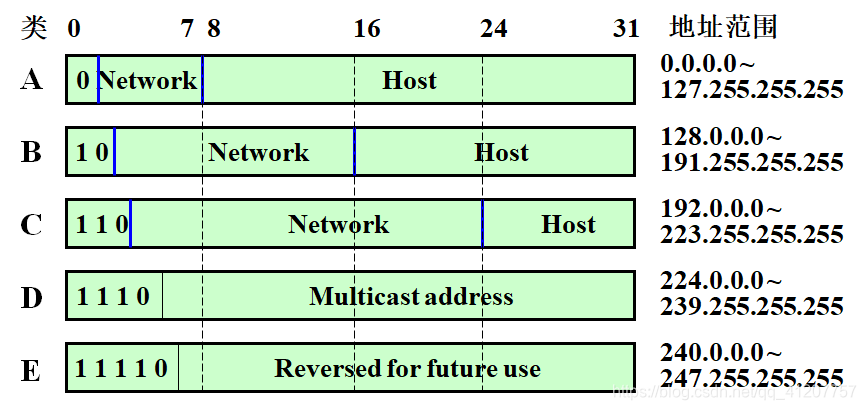 类 0 7 8 16 24 31 地址范围
A 0 Network Host 0.0.0.0~
127.255.255.255
B 1 0 Network Host 128.0.0.0~
191.255.255.255
C 1 1 0 Network Host 192.0.0.0~
223.255.255.255
D 1 1 1 0 Multicast address 224.0.0.0~
239.255.255.255
E 1 1 1 1 0 Reversed for future use 240.0.0.0~
247.255.255.255
https://blog.csdn.net/qq_41207757